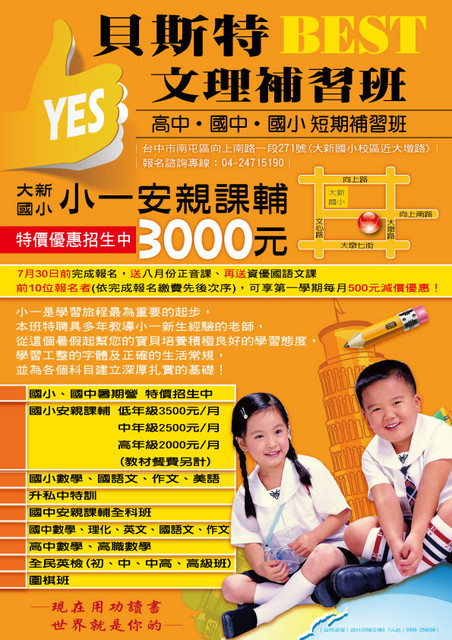 YES
貝斯特 BEST
文理補習班
高中・國中・國小 短期補習班
| 台中市南屯區向上南路一段271號(大新國小校區近大墩路) |
| 報名諮詢專線：04-24715190 |
大新國小
小一安親課輔
特價優惠招生中
3000元
向上路
大新國小
向上南路
文心路
大墩路
大墩七街
7月30日前完成報名，送八月份正音課、再送資優國語文課
前10位報名者(依完成報名繳費先後次序)，可享第一學期每月500元減價優惠！
小一是學習旅程最為重要的起步，
本班特聘具多年教導小一新生經驗的老師，
從這個暑假起幫您的寶貝培養積極良好的學習態度，
學習工整的字體及正確的生活常規，
並為各個科目建立深厚扎實的基礎！
國小、國中暑期營 特價招生中
國小安親課輔 低年級3500元/月
中年級2500元/月
高年級2000元/月
(教材餐費另計)
國小數學、國語文、作文、美語
升私中特訓
國中安親課輔全科班
國中數學、理化、英文、國語文、作文
高中數學、高職數學
全民英檢(初、中、中高、高級班)
圍棋班
—現在用功讀書
世界就是你的—